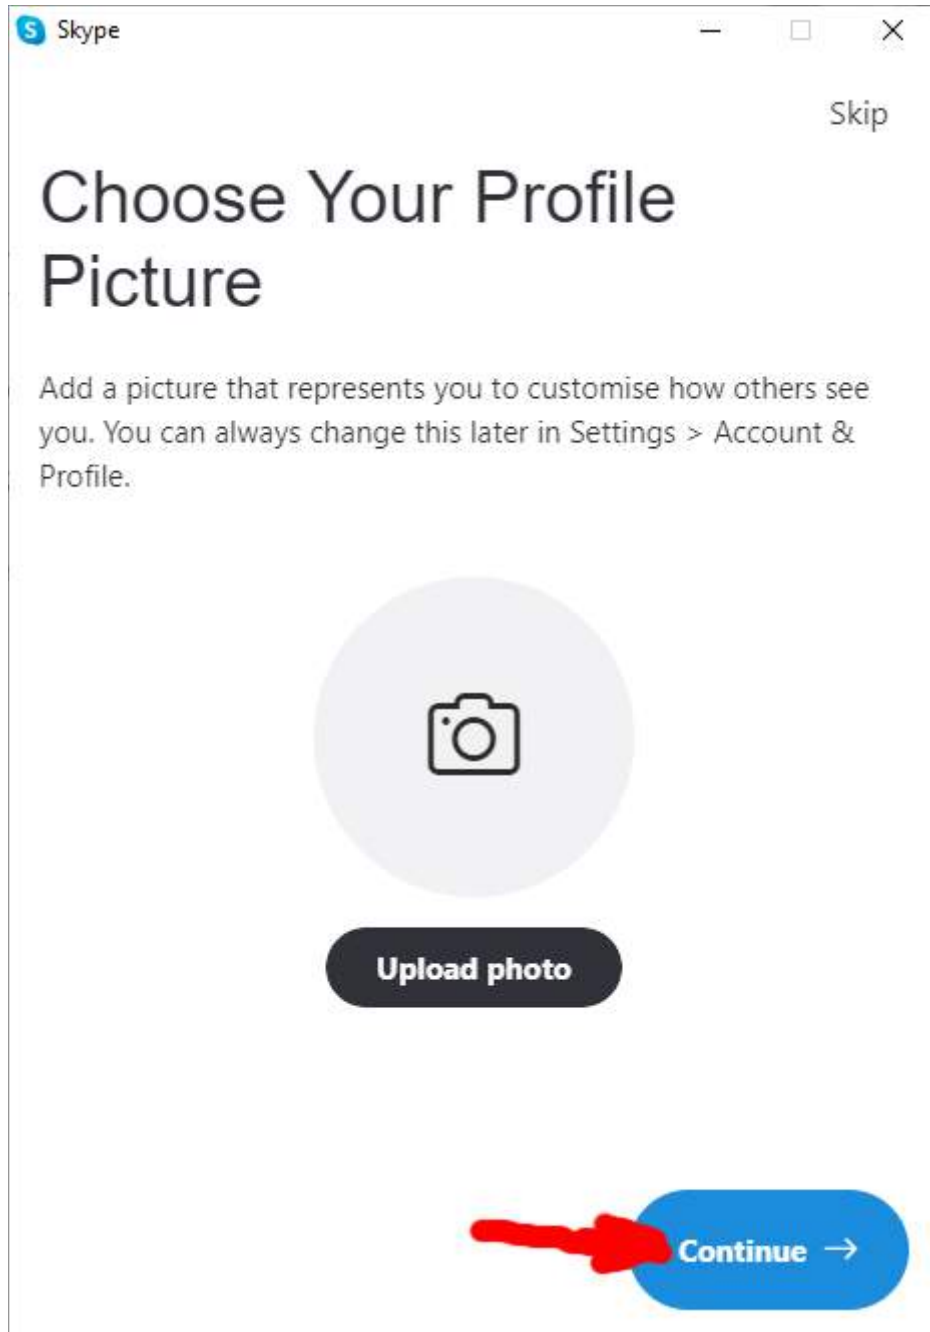 Skype
Skip
Choose Your Profile
Picture
Add a picture that represents you to customise how others see
you. You can always change this later in Settings > Account &
Profile.
Upload photo
Continue →